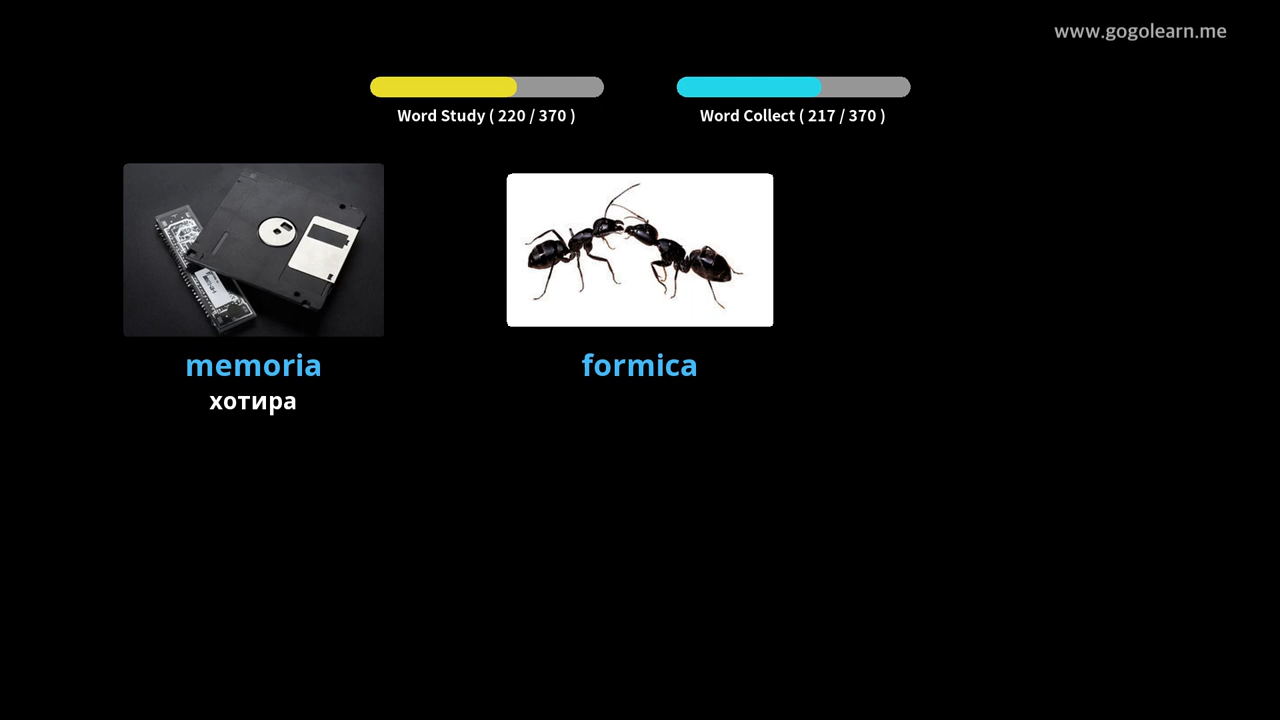 www.gogolearn.me
Word Study ( 220 / 370 )
Word Collect ( 217 / 370 )
memoria
хотира
formica